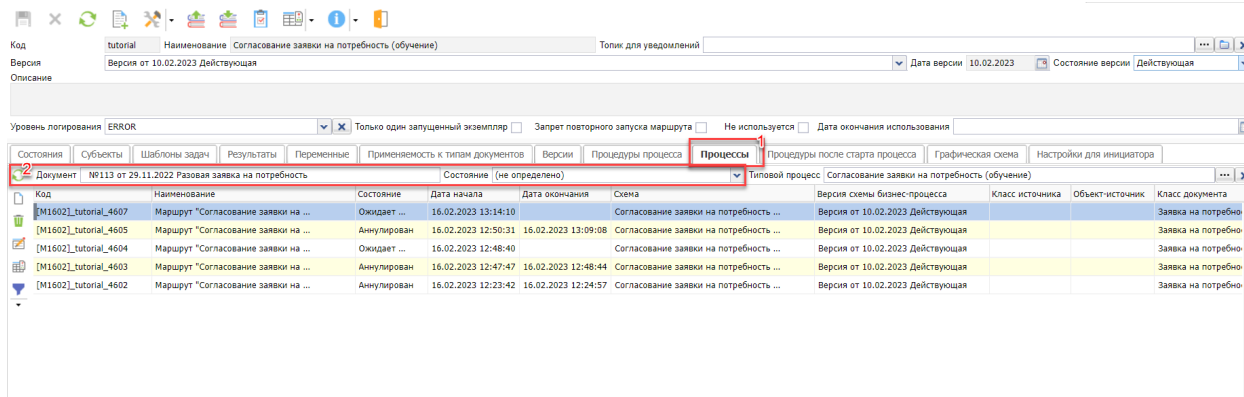 Код tutorial Наименование Согласование заявки на потребность (обучение) Топик для уведомлений
Версия Версия от 10.02.2023 Действующая Дата версии 10.02.2023 Состояние версии Действующая
Описание
Уровень логирования ERROR Только один запущенный экземпляр Запрет повторного запуска маршрута Не используется Дата окончания использования
1
Состояния Субъекты Шаблоны задач Результаты Переменные Применяемость к типам документов Версии Процедуры процесса Процессы Процедуры после старта процесса Графическая схема Настройки для инициатора
2
Документ №113 от 29.11.2022 Разовая заявка на потребность Состояние (не определено) Типовой процесс Согласование заявки на потребность (обучение)
Код Наименование Состояние Дата начала Дата окончания Схема Версия схемы бизнес-процесса Класс источника Объект-источник Класс документа
[M1602]_tutorial_4607 Маршрут "Согласование заявки на ... Ожидает ... 16.02.2023 13:14:10 Согласование заявки на потребность ... Версия от 10.02.2023 Действующая Заявка на потребно
[M1602]_tutorial_4605 Маршрут "Согласование заявки на ... Аннулирован 16.02.2023 12:50:31 16.02.2023 13:09:08 Согласование заявки на потребность ... Версия от 10.02.2023 Действующая Заявка на потребно
[M1602]_tutorial_4604 Маршрут "Согласование заявки на ... Ожидает ... 16.02.2023 12:48:40 Согласование заявки на потребность ... Версия от 10.02.2023 Действующая Заявка на потребно
[M1602]_tutorial_4603 Маршрут "Согласование заявки на ... Аннулирован 16.02.2023 12:47:47 16.02.2023 12:48:44 Согласование заявки на потребность ... Версия от 10.02.2023 Действующая Заявка на потребно
[M1602]_tutorial_4602 Маршрут "Согласование заявки на ... Аннулирован 16.02.2023 12:23:42 16.02.2023 12:24:57 Согласование заявки на потребность ... Версия от 10.02.2023 Действующая Заявка на потребно